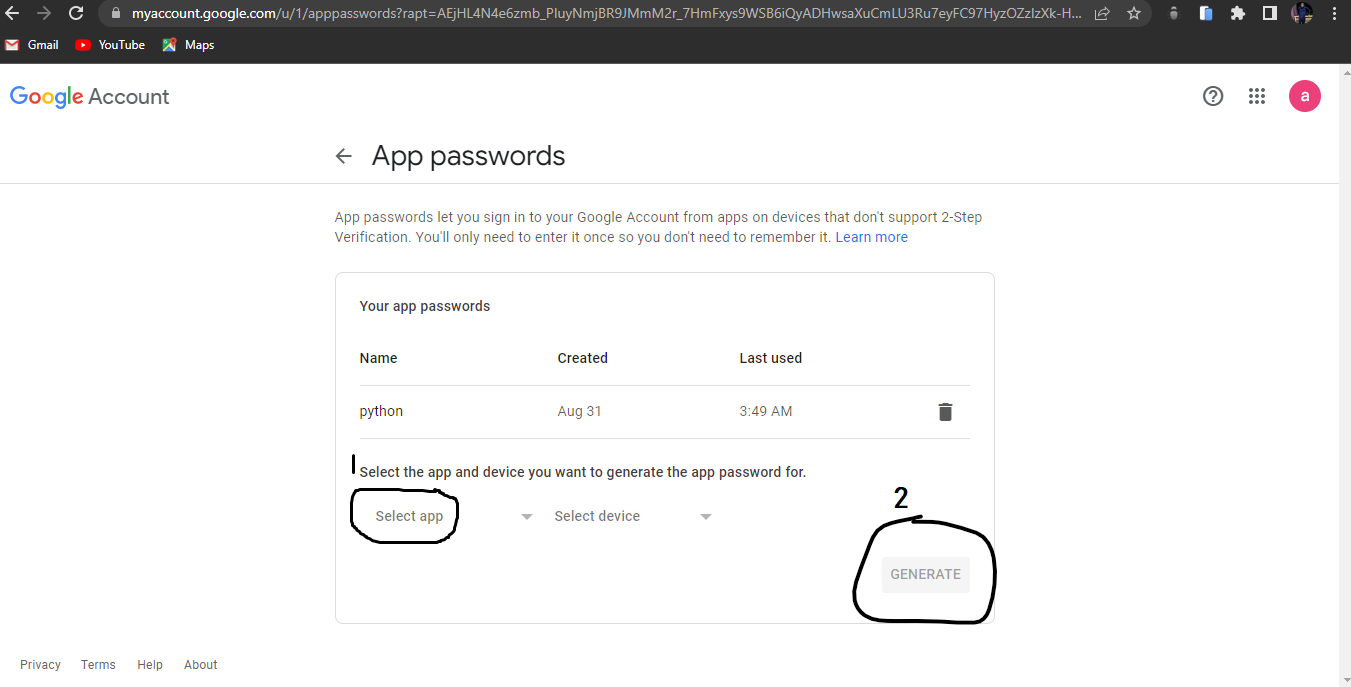 myaccount.google.com/u/1/apppasswords?rapt=AEjHL4N4e6zmb_PIuyNmjBR9JMmM2r_7HmFxys9WSB6iQyADHwsaXuCmLU3Ru7eyFC97HyzOZzIzXk-H...
Gmail YouTube Maps
Google Account
a
App passwords
App passwords let you sign in to your Google Account from apps on devices that don't support 2-Step
Verification. You'll only need to enter it once so you don't need to remember it. Learn more
Your app passwords
Name Created Last used
python Aug 31 3:49 AM
1
Select the app and device you want to generate the app password for.
2
Select app Select device
GENERATE
Privacy Terms Help About